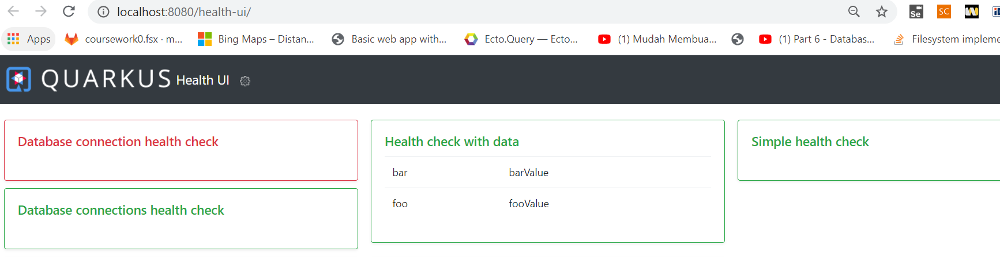 localhost:8080/health-ui/
Se
SC
Apps
coursework0.fsx · m...
Bing Maps – Distan...
Basic web app with...
Ecto.Query — Ecto...
(1) Mudah Membua...
(1) Part 6 - Databas...
Filesystem impleme
QUARKUS Health UI
Database connection health check
Database connections health check
Health check with data
bar barValue
foo fooValue
Simple health check